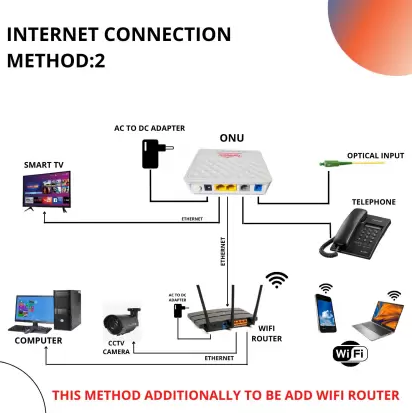 INTERNET CONNECTION
METHOD:2
AC TO DC ADAPTER
ONU
OPTICAL INPUT
SMART TV
TELEPHONE
ETHERNET
ETHERNET
AC TO DC
ADAPTER
WIFI
ROUTER
COMPUTER
CCTV
CAMERA
ETHERNET
WiFi
THIS METHOD ADDITIONALLY TO BE ADD WIFI ROUTER